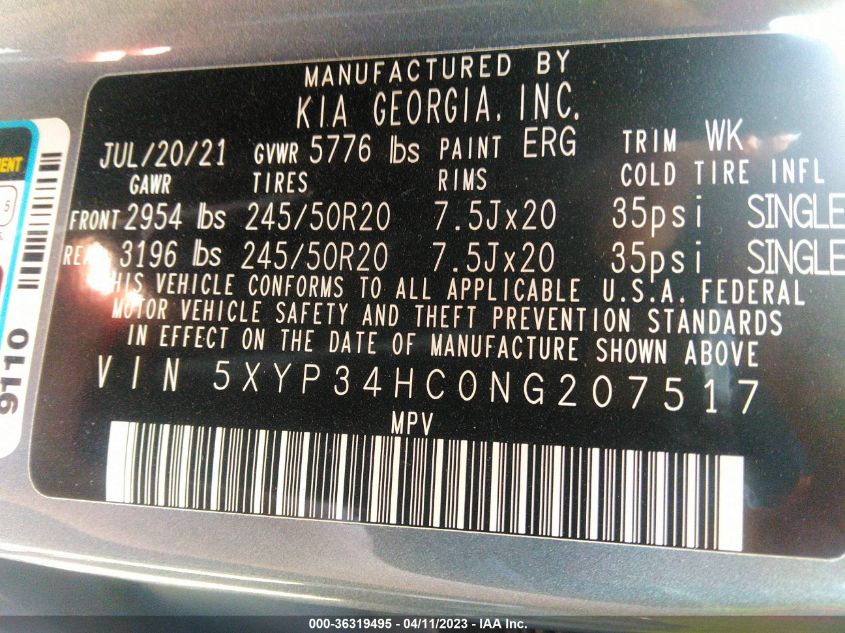 MANUFACTURED BY
KIA GEORGIA, INC.
JUL/20/21 GVWR 5776 lbs PAINT ERG TRIM WK
GAWR TIRES RIMS COLD TIRE INFL
FRONT 2954 lbs 245/50R20 7.5Jx20 35psi SINGLE
3196 lbs 245/50R20 7.5Jx20 35psi SINGLE
THIS VEHICLE CONFORMS TO ALL APPLICABLE U.S.A. FEDERAL
MOTOR VEHICLE SAFETY AND THEFT PREVENTION STANDARDS
IN EFFECT ON THE DATE OF MANUFACTURE SHOWN ABOVE
VIN 5XYP34HC0NG207517
MPV
9110
000-36319495 - 04/11/2023 - IAA Inc.